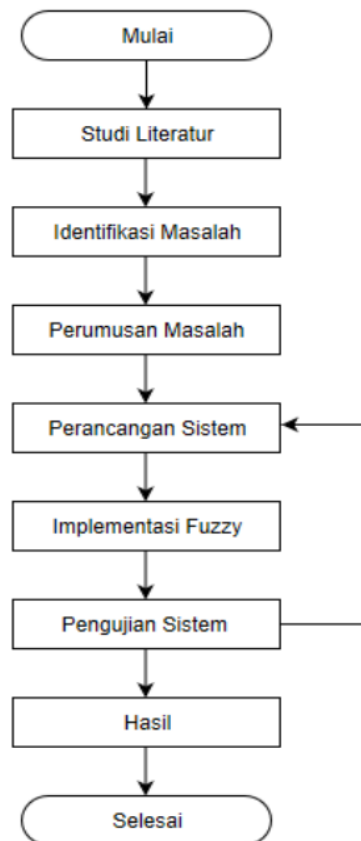 Mulai
Studi Literatur
Identifikasi Masalah
Perumusan Masalah
Perancangan Sistem
Implementasi Fuzzy
Pengujian Sistem
Hasil
Selesai